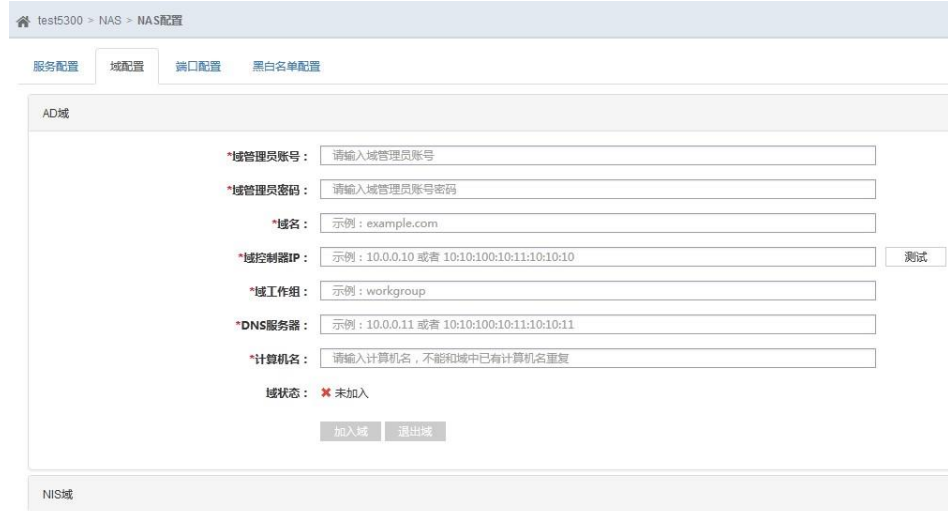 test5300 > NAS > NAS配置
服务配置 域配置 端口配置 黑白名单配置
AD域
*域管理员账号： 请输入域管理员账号
*域管理员密码： 请输入域管理员账号密码
*域名： 示例：example.com
*域控制器IP： 示例：10.0.0.10 或者 10:10:100:10:11:10:10:10 测试
*域工作组： 示例：workgroup
*DNS服务器： 示例：10.0.0.11 或者 10:10:100:10:11:10:10:11
*计算机名： 请输入计算机名，不能和域中已有计算机名重复
域状态： ✖ 未加入
加入域 退出域
NIS域